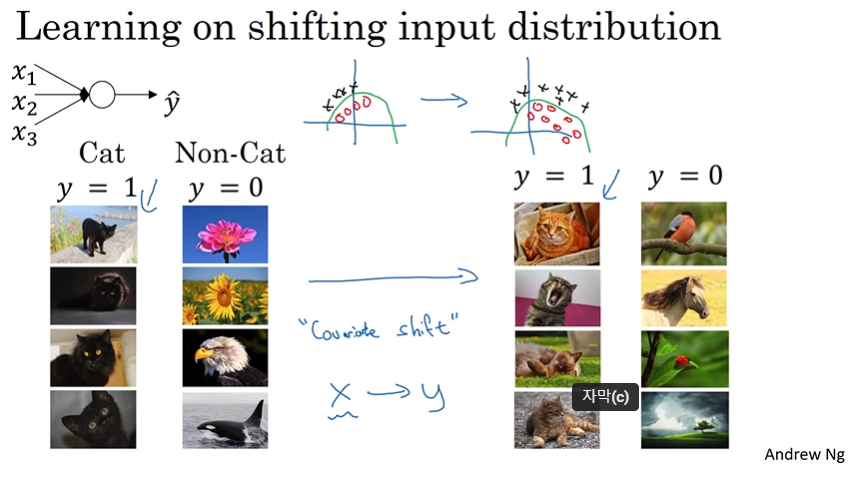 Learning on shifting input distribution
x₁
x₂
x₃
ŷ
Cat
Non-Cat
y = 1
y = 0
y = 1
y = 0
"Covariate shift"
x → y
자막(c)
Andrew Ng